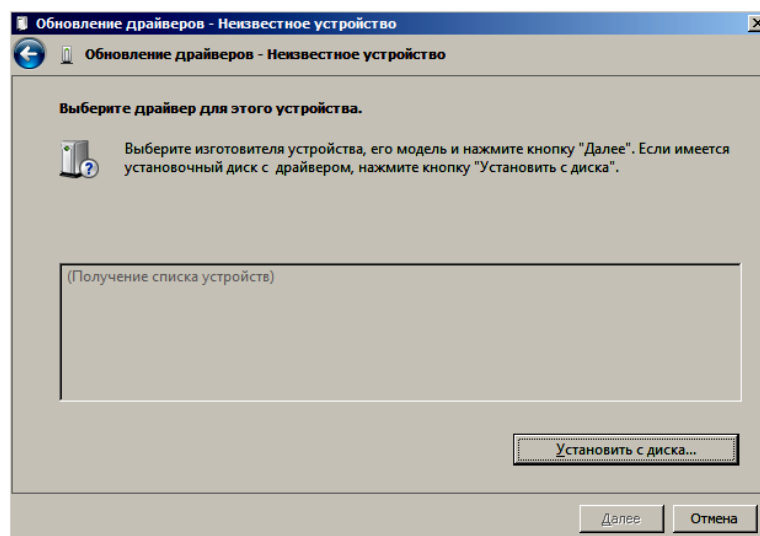 Обновление драйверов - Неизвестное устройство
Обновление драйверов - Неизвестное устройство
Выберите драйвер для этого устройства.
Выберите изготовителя устройства, его модель и нажмите кнопку "Далее". Если имеется
установочный диск с драйвером, нажмите кнопку "Установить с диска".
(Получение списка устройств)
Установить с диска...
Далее Отмена